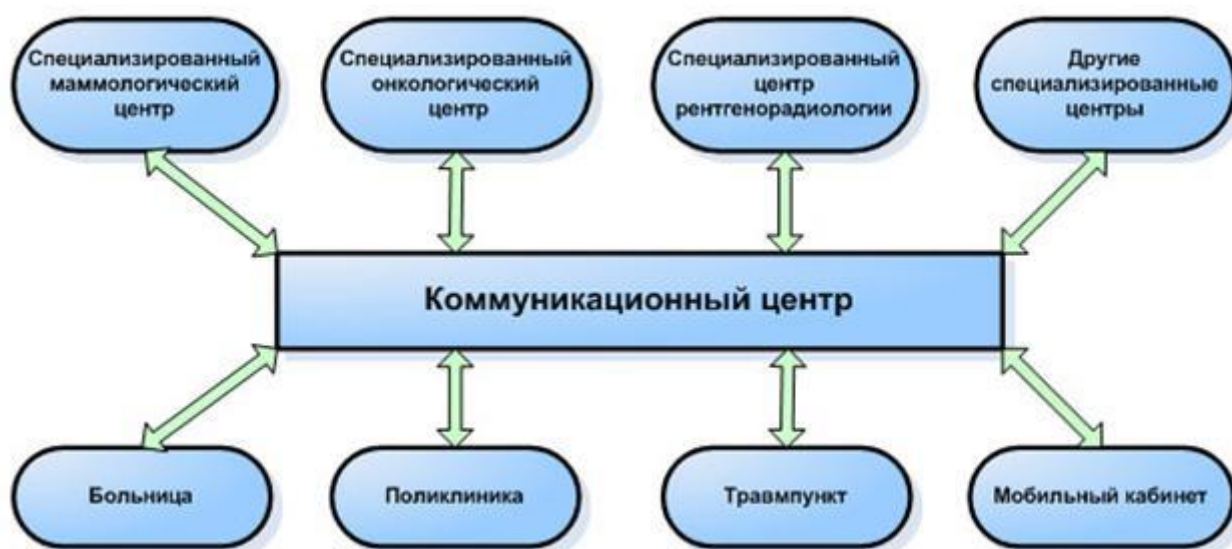 Специализированный
маммологический
центр
Специализированный
онкологический
центр
Специализированный
центр
рентгенорадиологии
Другие
специализированные
центры
Коммуникационный центр
Больница
Поликлиника
Травмпункт
Мобильный кабинет